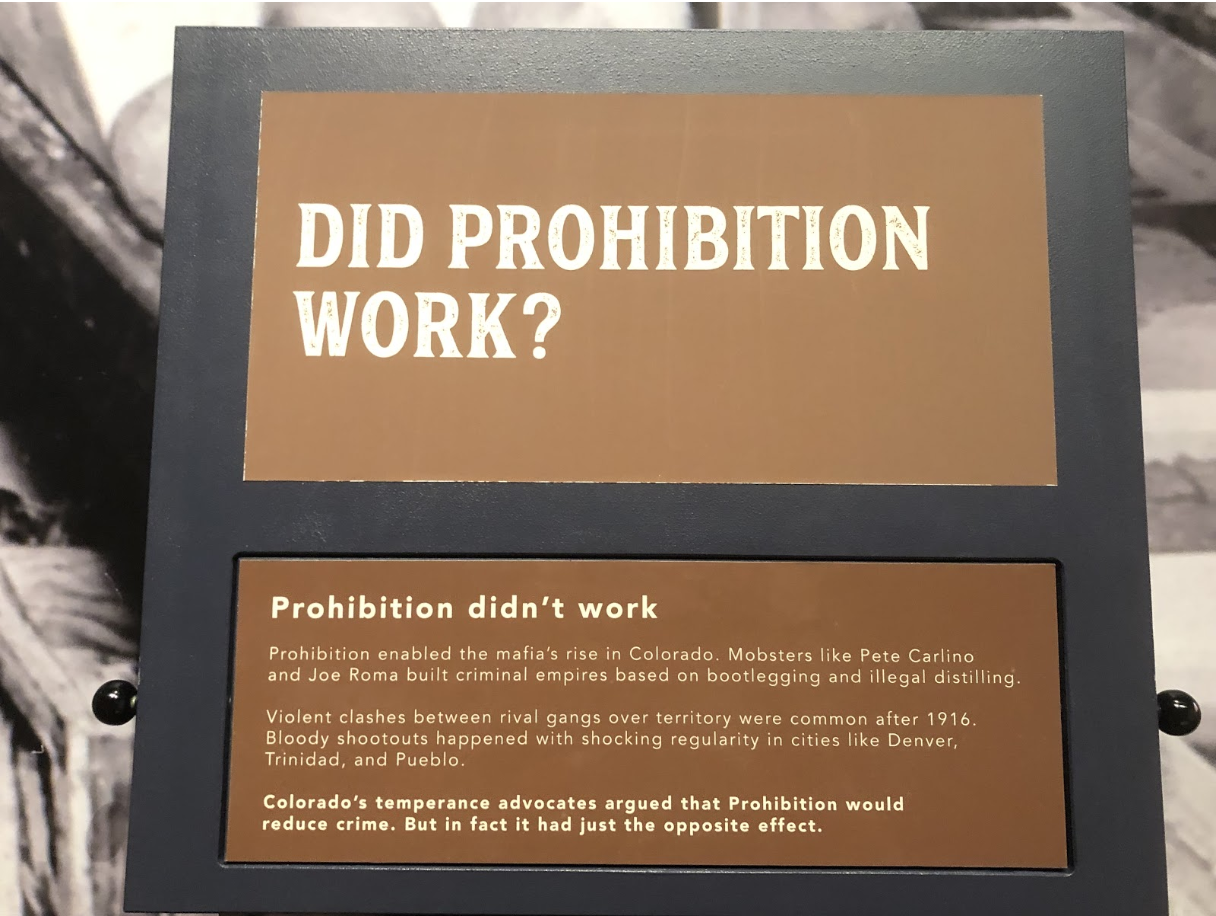 DID PROHIBITION
WORK?
Prohibition didn't work
Prohibition enabled the mafia's rise in Colorado. Mobsters like Pete Carlino
and Joe Roma built criminal empires based on bootlegging and illegal distilling.
Violent clashes between rival gangs over territory were common after 1916.
Bloody shootouts happened with shocking regularity in cities like Denver,
Trinidad, and Pueblo.
Colorado's temperance advocates argued that Prohibition would
reduce crime. But in fact it had just the opposite effect.